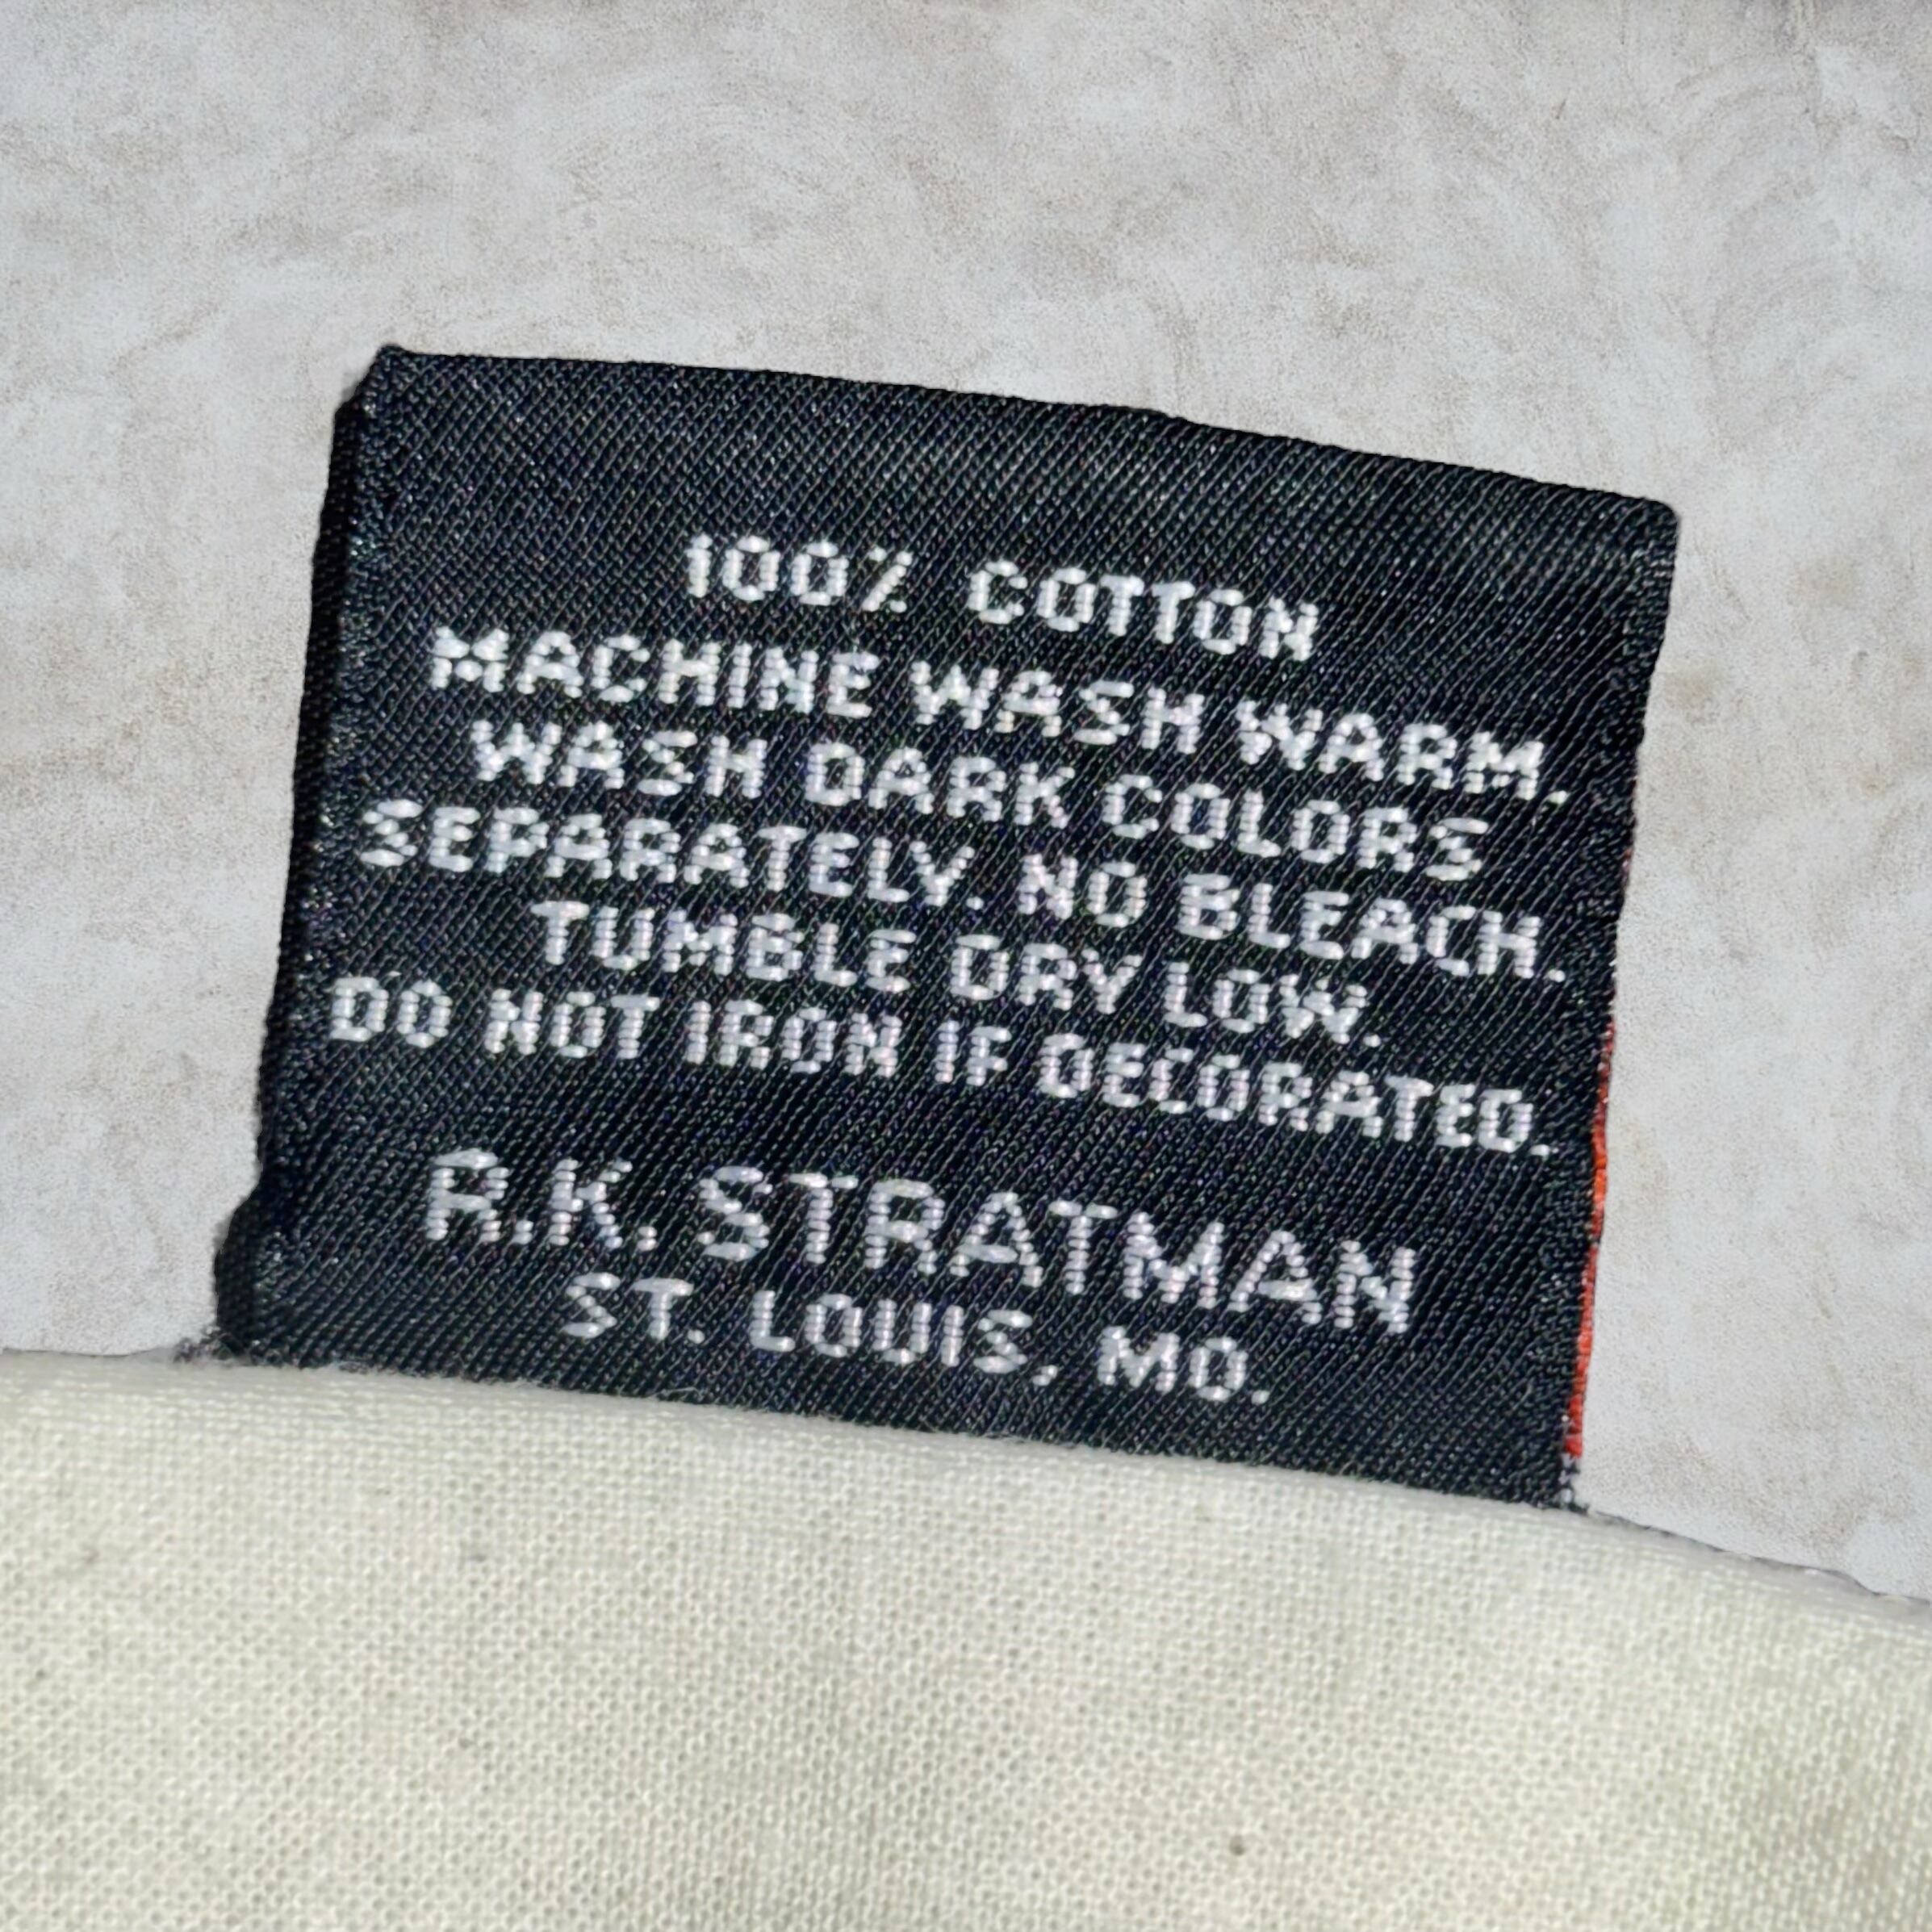 100% COTTON
MACHINE WASH WARM.
WASH DARK COLORS
SEPARATELY. NO BLEACH.
TUMBLE DRY LOW.
DO NOT IRON IF DECORATED.
R.K. STRATMAN
ST. LOUIS, MO.